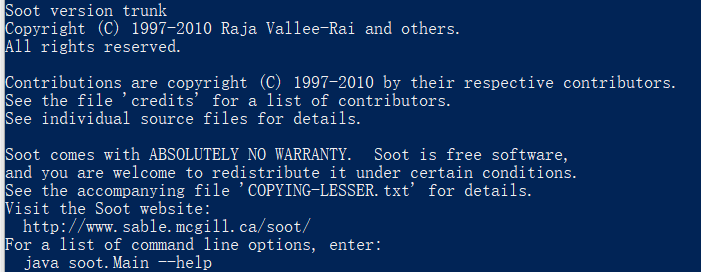 Soot version trunk
Copyright (C) 1997-2010 Raja Vallee-Rai and others.
All rights reserved.

Contributions are copyright (C) 1997-2010 by their respective contributors.
See the file 'credits' for a list of contributors.
See individual source files for details.

Soot comes with ABSOLUTELY NO WARRANTY.  Soot is free software,
and you are welcome to redistribute it under certain conditions.
See the accompanying file 'COPYING-LESSER.txt' for details.
Visit the Soot website:
  http://www.sable.mcgill.ca/soot/
For a list of command line options, enter:
  java soot.Main --help